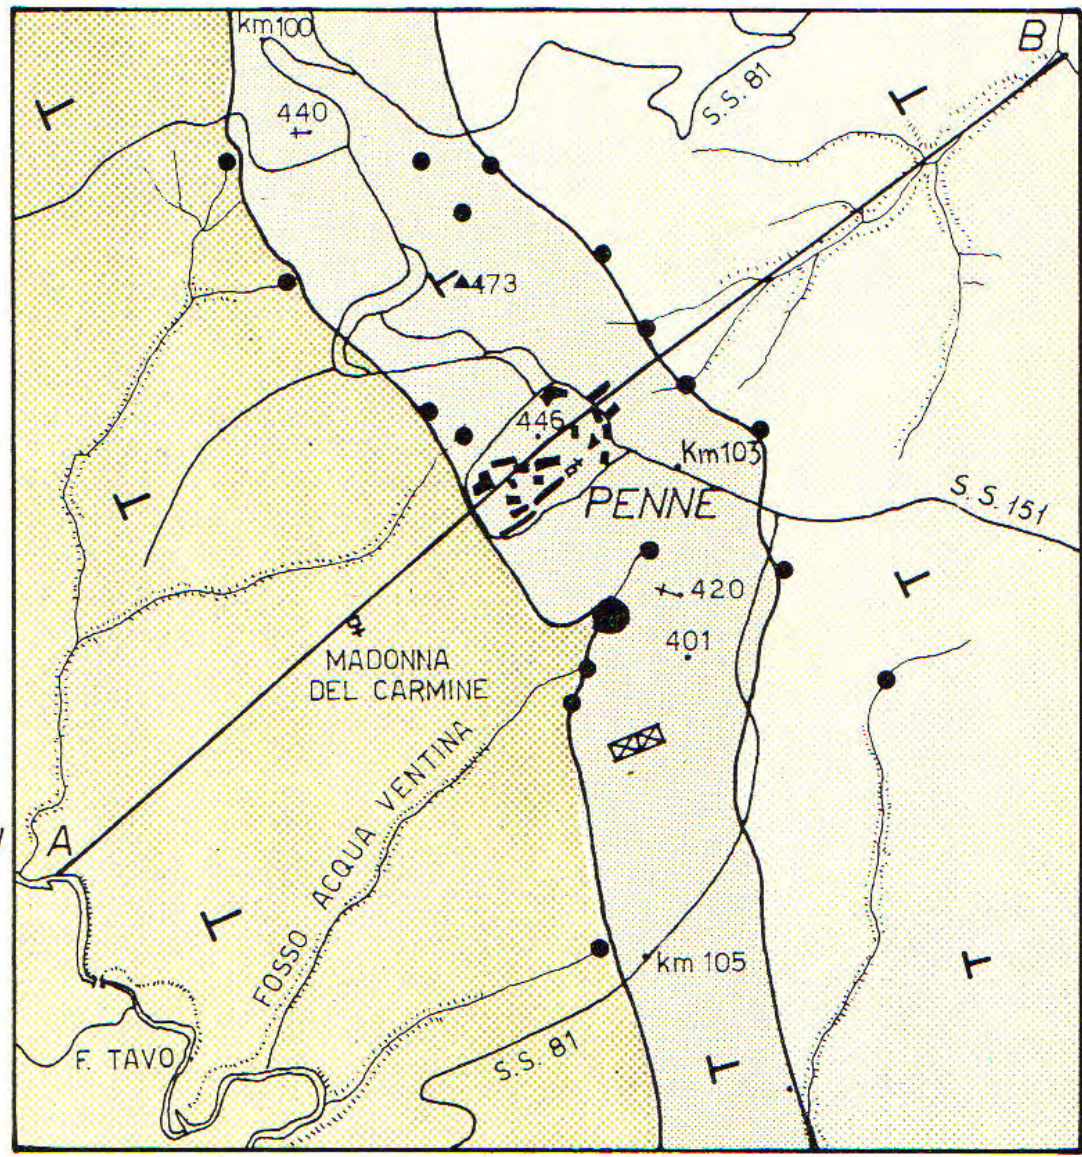 km100
B
S.S. 81
440
473
446
Km103
PENNE
S.S. 151
420
401
MADONNA
DEL CARMINE
FOSSO ACQUA VENTINA
A
km 105
F. TAVO
S.S. 81